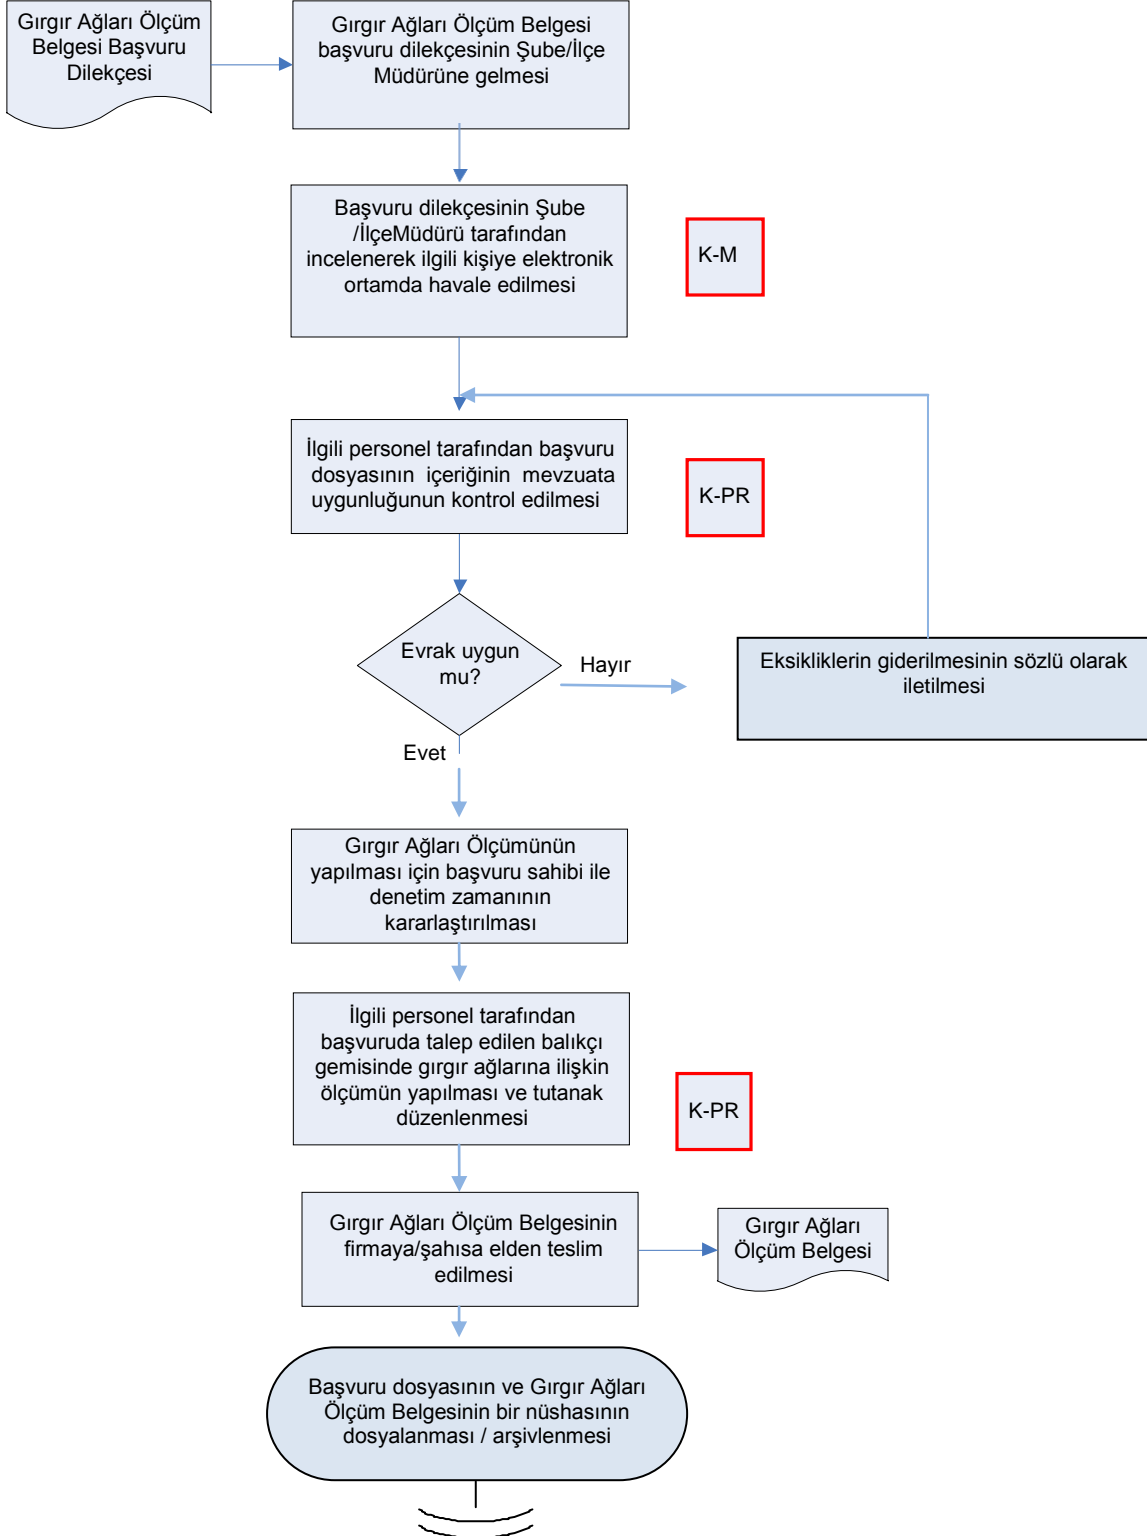 Gırgır Ağları Ölçüm
Belgesi Başvuru
Dilekçesi
Gırgır Ağları Ölçüm Belgesi
başvuru dilekçesinin Şube/İlçe
Müdürüne gelmesi
Başvuru dilekçesinin Şube
/İlçeMüdürü tarafından
incelenerek ilgili kişiye elektronik
ortamda havale edilmesi
K-M
İlgili personel tarafından başvuru
dosyasının içeriğinin mevzuata
uygunluğunun kontrol edilmesi
K-PR
Evrak uygun
mu?
Hayır
Eksikliklerin giderilmesinin sözlü olarak
iletilmesi
Evet
Gırgır Ağları Ölçümünün
yapılması için başvuru sahibi ile
denetim zamanının
kararlaştırılması
İlgili personel tarafından
başvuruda talep edilen balıkçı
gemisinde gırgır ağlarına ilişkin
ölçümün yapılması ve tutanak
düzenlenmesi
K-PR
Gırgır Ağları Ölçüm Belgesinin
firmaya/şahısa elden teslim
edilmesi
Gırgır Ağları
Ölçüm Belgesi
Başvuru dosyasının ve Gırgır Ağları
Ölçüm Belgesinin bir nüshasının
dosyalanması / arşivlenmesi